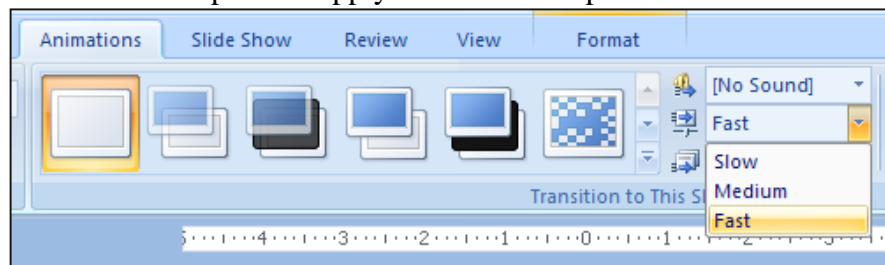 Animations Slide Show Review View Format
[No Sound]
Fast
Slow
Medium
Transition to This
Fast
5 4 3 2 1 0 1 2 3